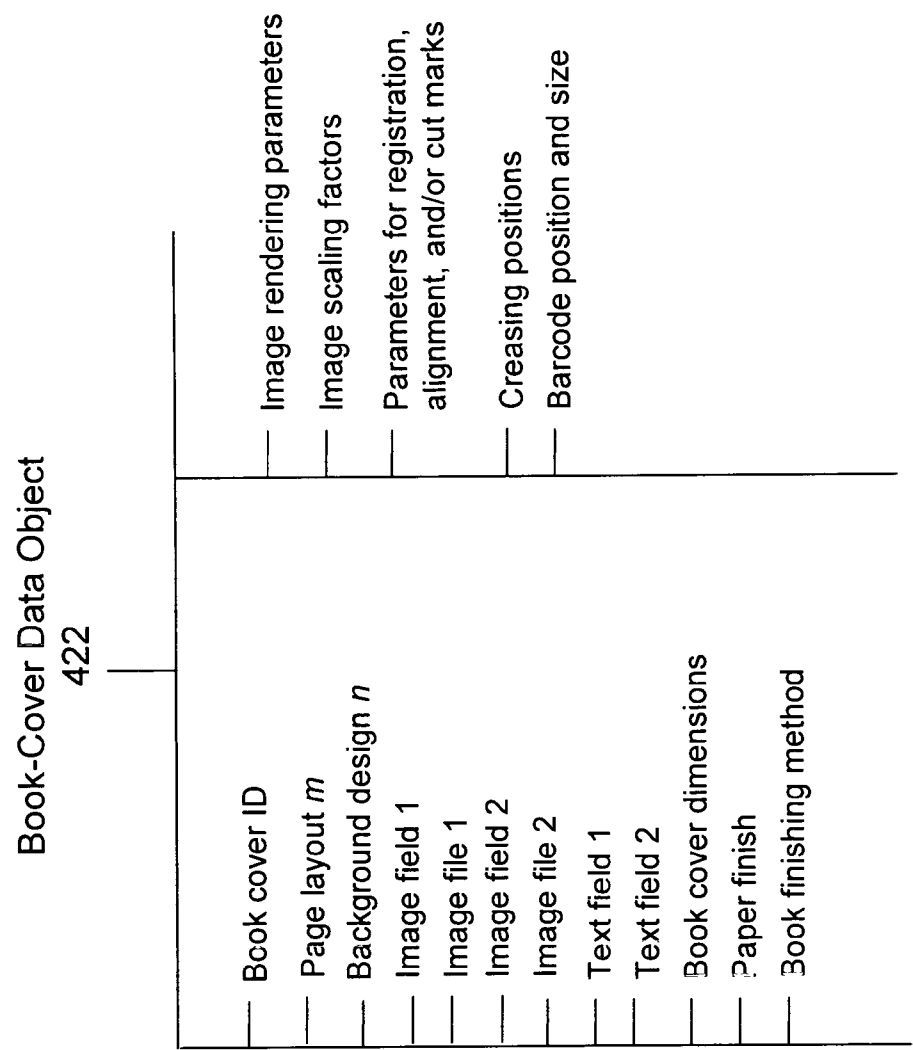 Book-Cover Data Object
422
Book cover ID
Page layout m
Background design n
Image field 1
Image file 1
Image field 2
Image file 2
Text field 1
Text field 2
Book cover dimensions
Paper finish
Book finishing method
Image rendering parameters
Image scaling factors
Parameters for registration,
alignment, and/or cut marks
Creasing positions
Barcode position and size